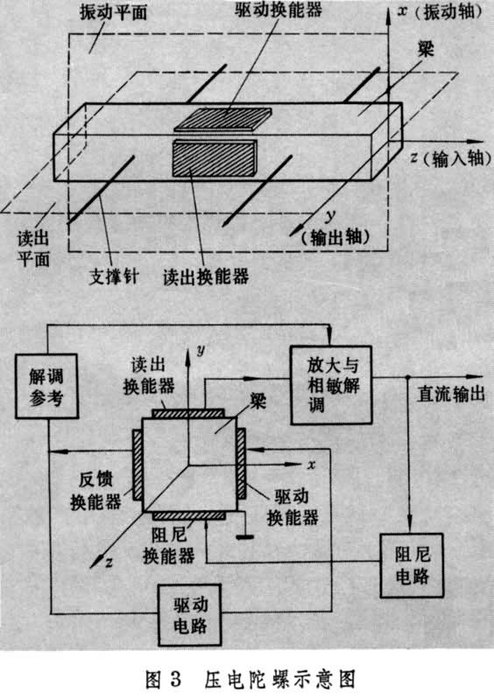 振动平面
驱动换能器
x (振动轴)
梁
z (输入轴)
y
(输出轴)
读出
平面
支撑针
读出换能器
解调
参考
读出
换能器
y
梁
放大与
相敏解
调
直流输出
反馈
换能器
x
驱动
换能器
z
阻尼
换能器
阻尼
电路
驱动
电路
图 3 压电陀螺示意图